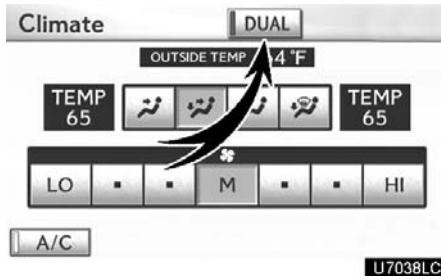 Climate DUAL
OUTSIDE TEMP 4 °F
TEMP
65
TEMP
65
LO M HI
A/C
U7038LC